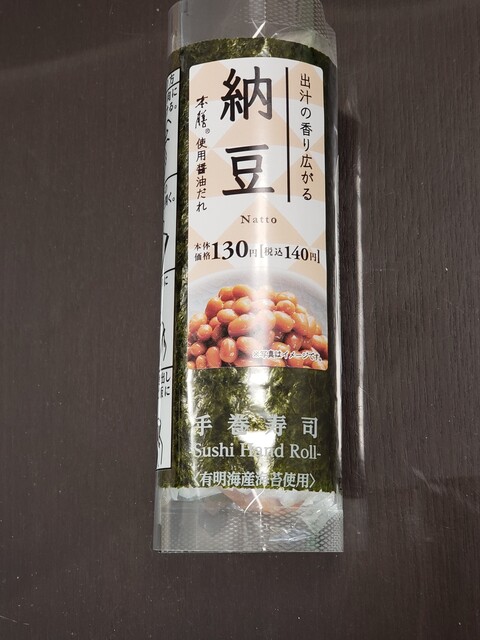 出汁の香り広がる
納豆
本膳®使用醤油だれ
Natto
本体価格130円[税込140円]
※写真はイメージです。
手巻寿司
-Sushi Hand Roll-
〈有明海産海苔使用〉